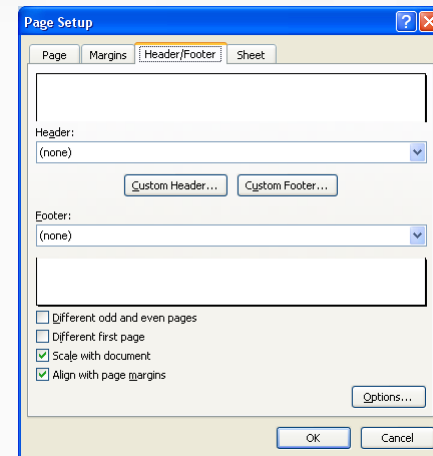 Page Setup
Page Margins Header/Footer Sheet
Header:
(none)
Custom Header... Custom Footer...
Footer:
(none)
Different odd and even pages
Different first page
Scale with document
Align with page margins
Options...
OK Cancel